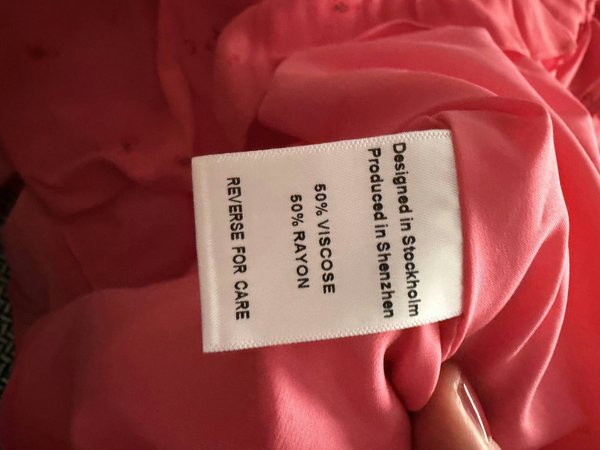 Designed in Stockholm
Produced in Shenzhen
50% VISCOSE
50% RAYON
REVERSE FOR CARE